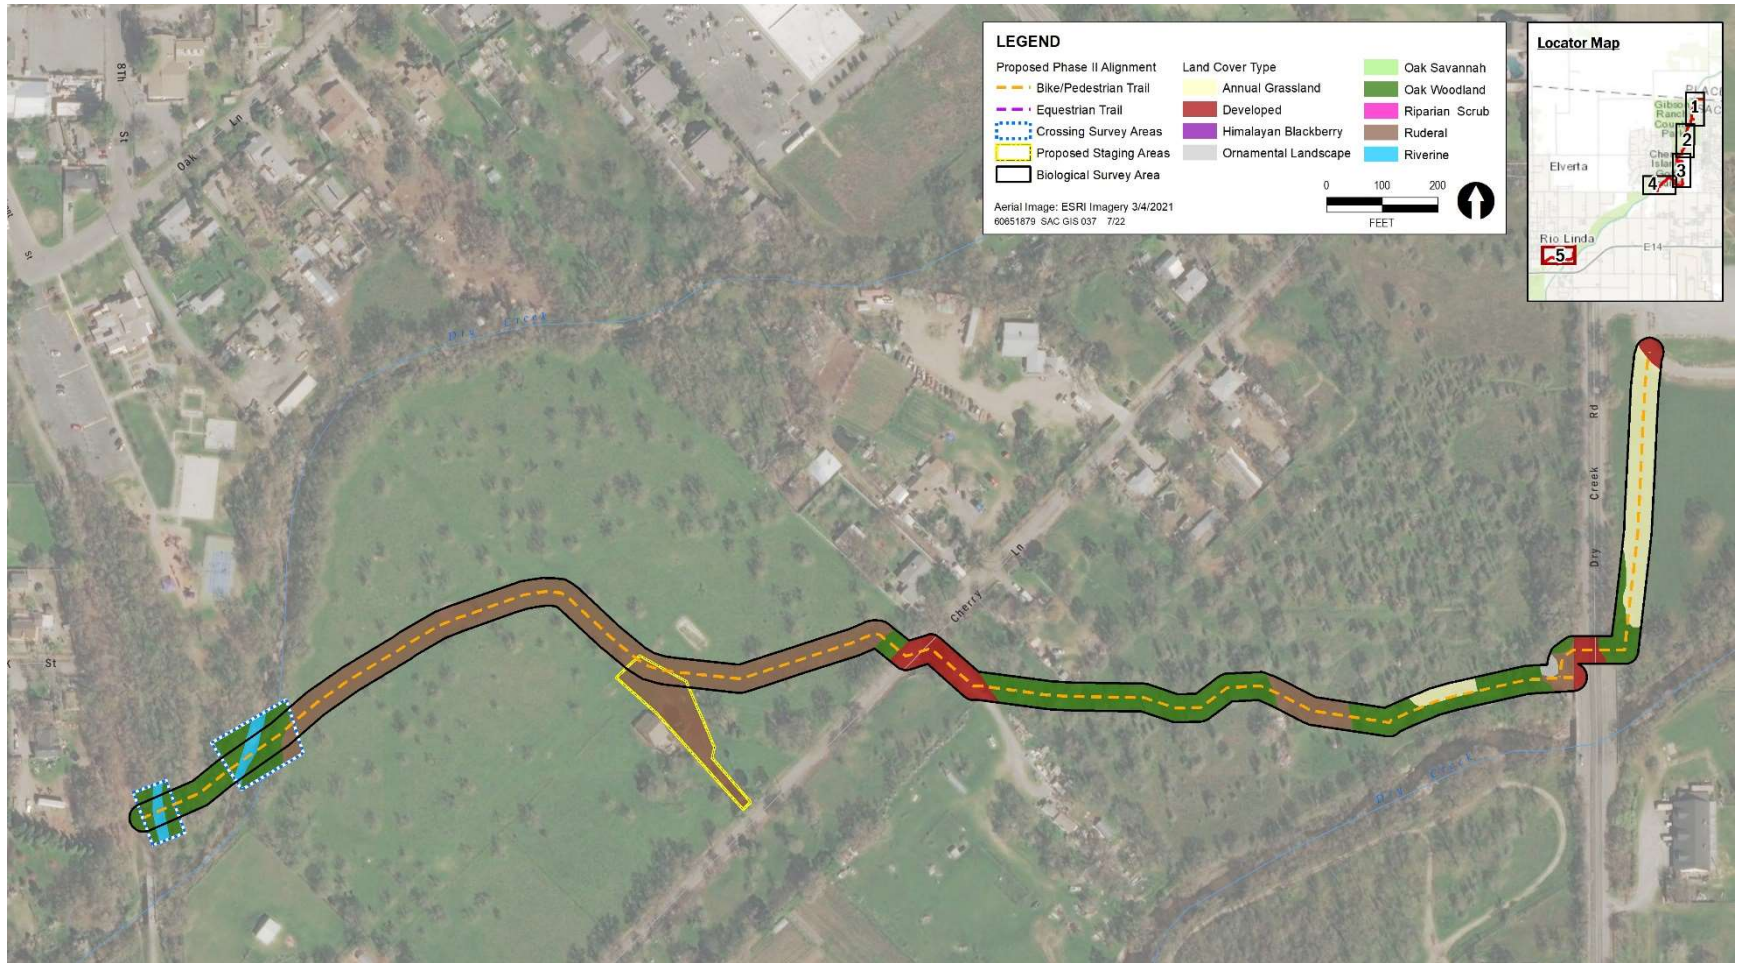 LEGEND
Proposed Phase II Alignment
Bike/Pedestrian Trail
Equestrian Trail
Crossing Survey Areas
Proposed Staging Areas
Biological Survey Area
Land Cover Type
Annual Grassland
Developed
Himalayan Blackberry
Ornamental Landscape
Oak Savannah
Oak Woodland
Riparian Scrub
Ruderal
Riverine
0 100 200
FEET
Aerial Image: ESRI Imagery 3/4/2021
60651879 SAC GIS 037 7/22
Locator Map
1
2
3
4
5
Elverta
Rio Linda
E14
8Th St
Oak Ln
St
Dry Creek
Cherry Ln
Dry Creek Rd
St
Dry Creek